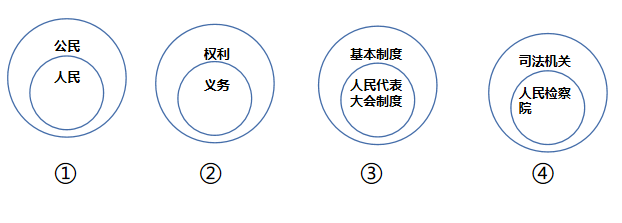 公民
人民
①
权利
义务
②
基本制度
人民代表
大会制度
③
司法机关
人民检察
院
④